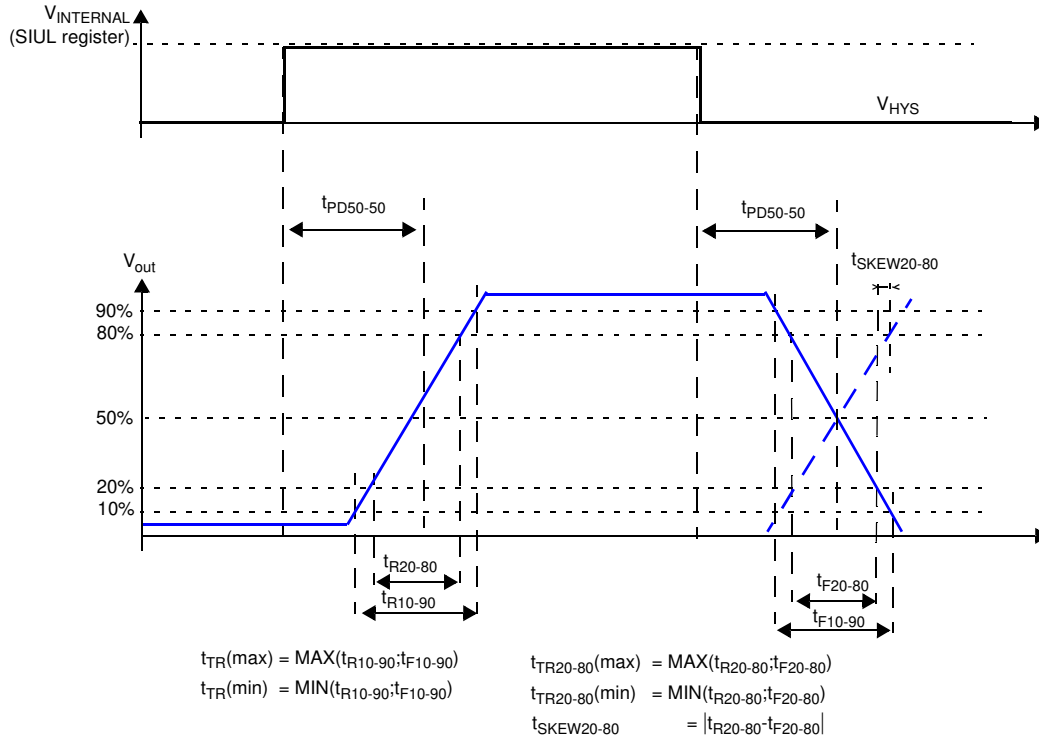 VINTERNAL
(SIUL register)
VHYS
tPD50-50
tPD50-50
tSKEW20-80
Vout
90%
80%
50%
20%
10%
tR20-80
tR10-90
tF20-80
tF10-90
tTR(max) = MAX(tR10-90;tF10-90)
tTR(min) = MIN(tR10-90;tF10-90)
tTR20-80(max) = MAX(tR20-80;tF20-80)
tTR20-80(min) = MIN(tR20-80;tF20-80)
tSKEW20-80 = |tR20-80-tF20-80|